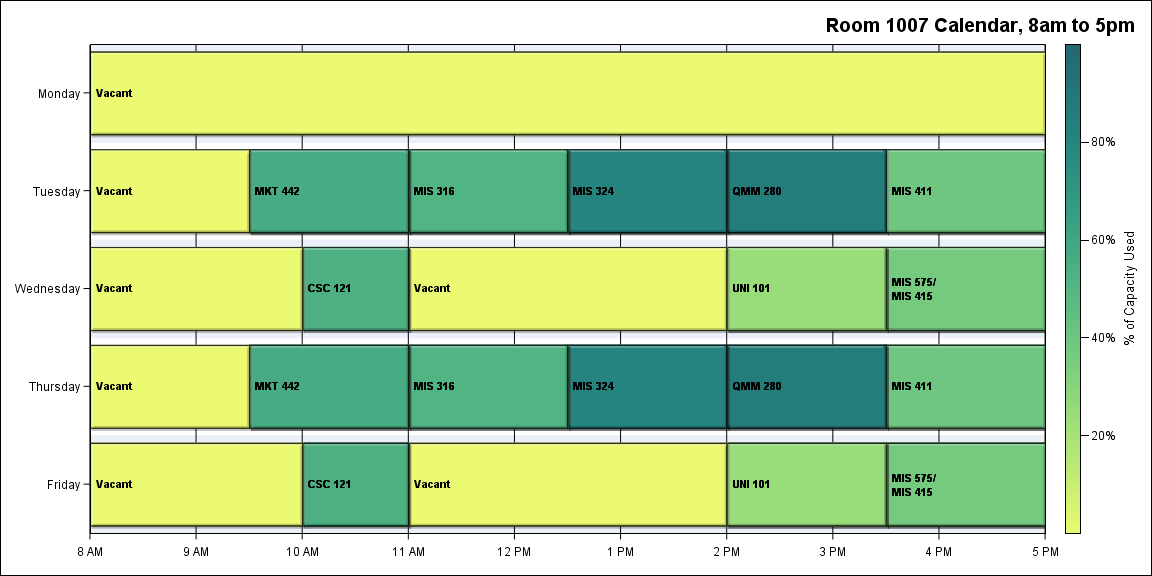 Room 1007 Calendar, 8am to 5pm
Monday
Vacant
Tuesday
Vacant
MKT 442
MIS 316
MIS 324
QMM 280
MIS 411
Wednesday
Vacant
CSC 121
Vacant
UNI 101
MIS 575/
MIS 415
Thursday
Vacant
MKT 442
MIS 316
MIS 324
QMM 280
MIS 411
Friday
Vacant
CSC 121
Vacant
UNI 101
MIS 575/
MIS 415
8 AM
9 AM
10 AM
11 AM
12 PM
1 PM
2 PM
3 PM
4 PM
5 PM
80%
60%
40%
20%
% of Capacity Used